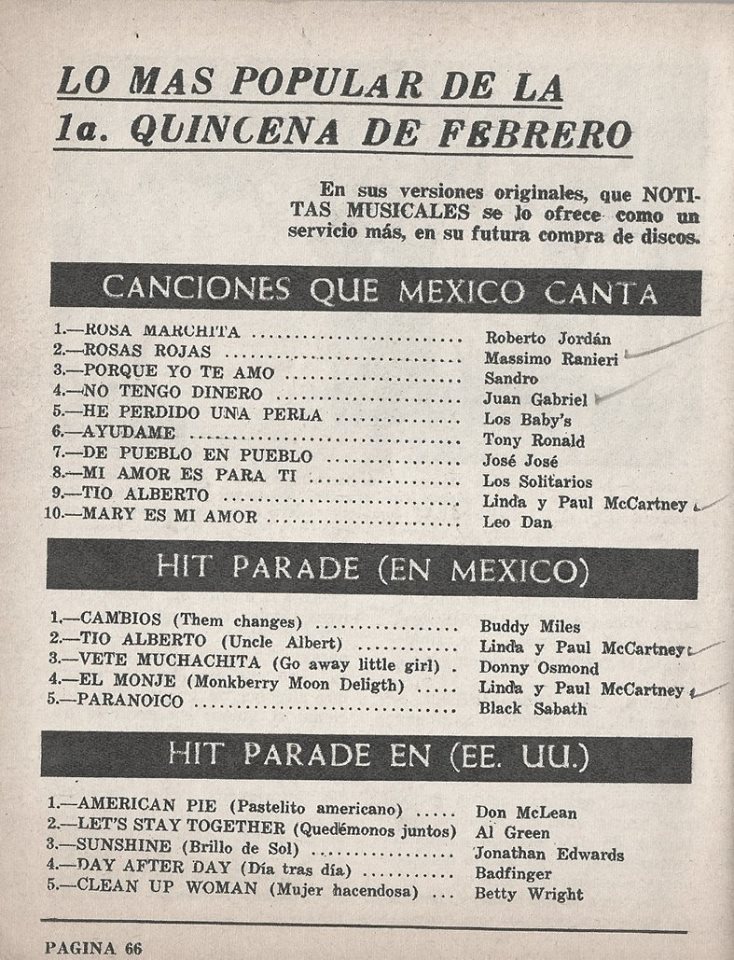 LO MAS POPULAR DE LA
1a. QUINCENA DE FEBRERO
En sus versiones originales, que NOTI-
TAS MUSICALES se lo ofrece como un
servicio más, en su futura compra de discos.
CANCIONES QUE MEXICO CANTA
1.—ROSA MARCHITA ........................ Roberto Jordán
2.—ROSAS ROJAS ........................... Massimo Ranieri
3.—PORQUE YO TE AMO .................... Sandro
4.—NO TENGO DINERO ..................... Juan Gabriel
5.—HE PERDIDO UNA PERLA .............. Los Baby's
6.—AYUDAME ............................... Tony Ronald
7.—DE PUEBLO EN PUEBLO ............... José José
8.—MI AMOR ES PARA TI ................. Los Solitarios
9.—TIO ALBERTO ........................... Linda y Paul McCartney
10.—MARY ES MI AMOR ..................... Leo Dan
HIT PARADE (EN MEXICO)
1.—CAMBIOS (Them changes) ................ Buddy Miles
2.—TIO ALBERTO (Uncle Albert) ............ Linda y Paul McCartney
3.—VETE MUCHACHITA (Go away little girl) . Donny Osmond
4.—EL MONJE (Monkberry Moon Deligth) ..... Linda y Paul McCartney
5.—PARANOICO .............................. Black Sabath
HIT PARADE EN (EE. UU.)
1.—AMERICAN PIE (Pastelito americano) ..... Don McLean
2.—LET'S STAY TOGETHER (Quedémonos juntos) Al Green
3.—SUNSHINE (Brillo de Sol) ................ Jonathan Edwards
4.—DAY AFTER DAY (Día tras día) ........... Badfinger
5.—CLEAN UP WOMAN (Mujer hacendosa) ... Betty Wright
PAGINA 66